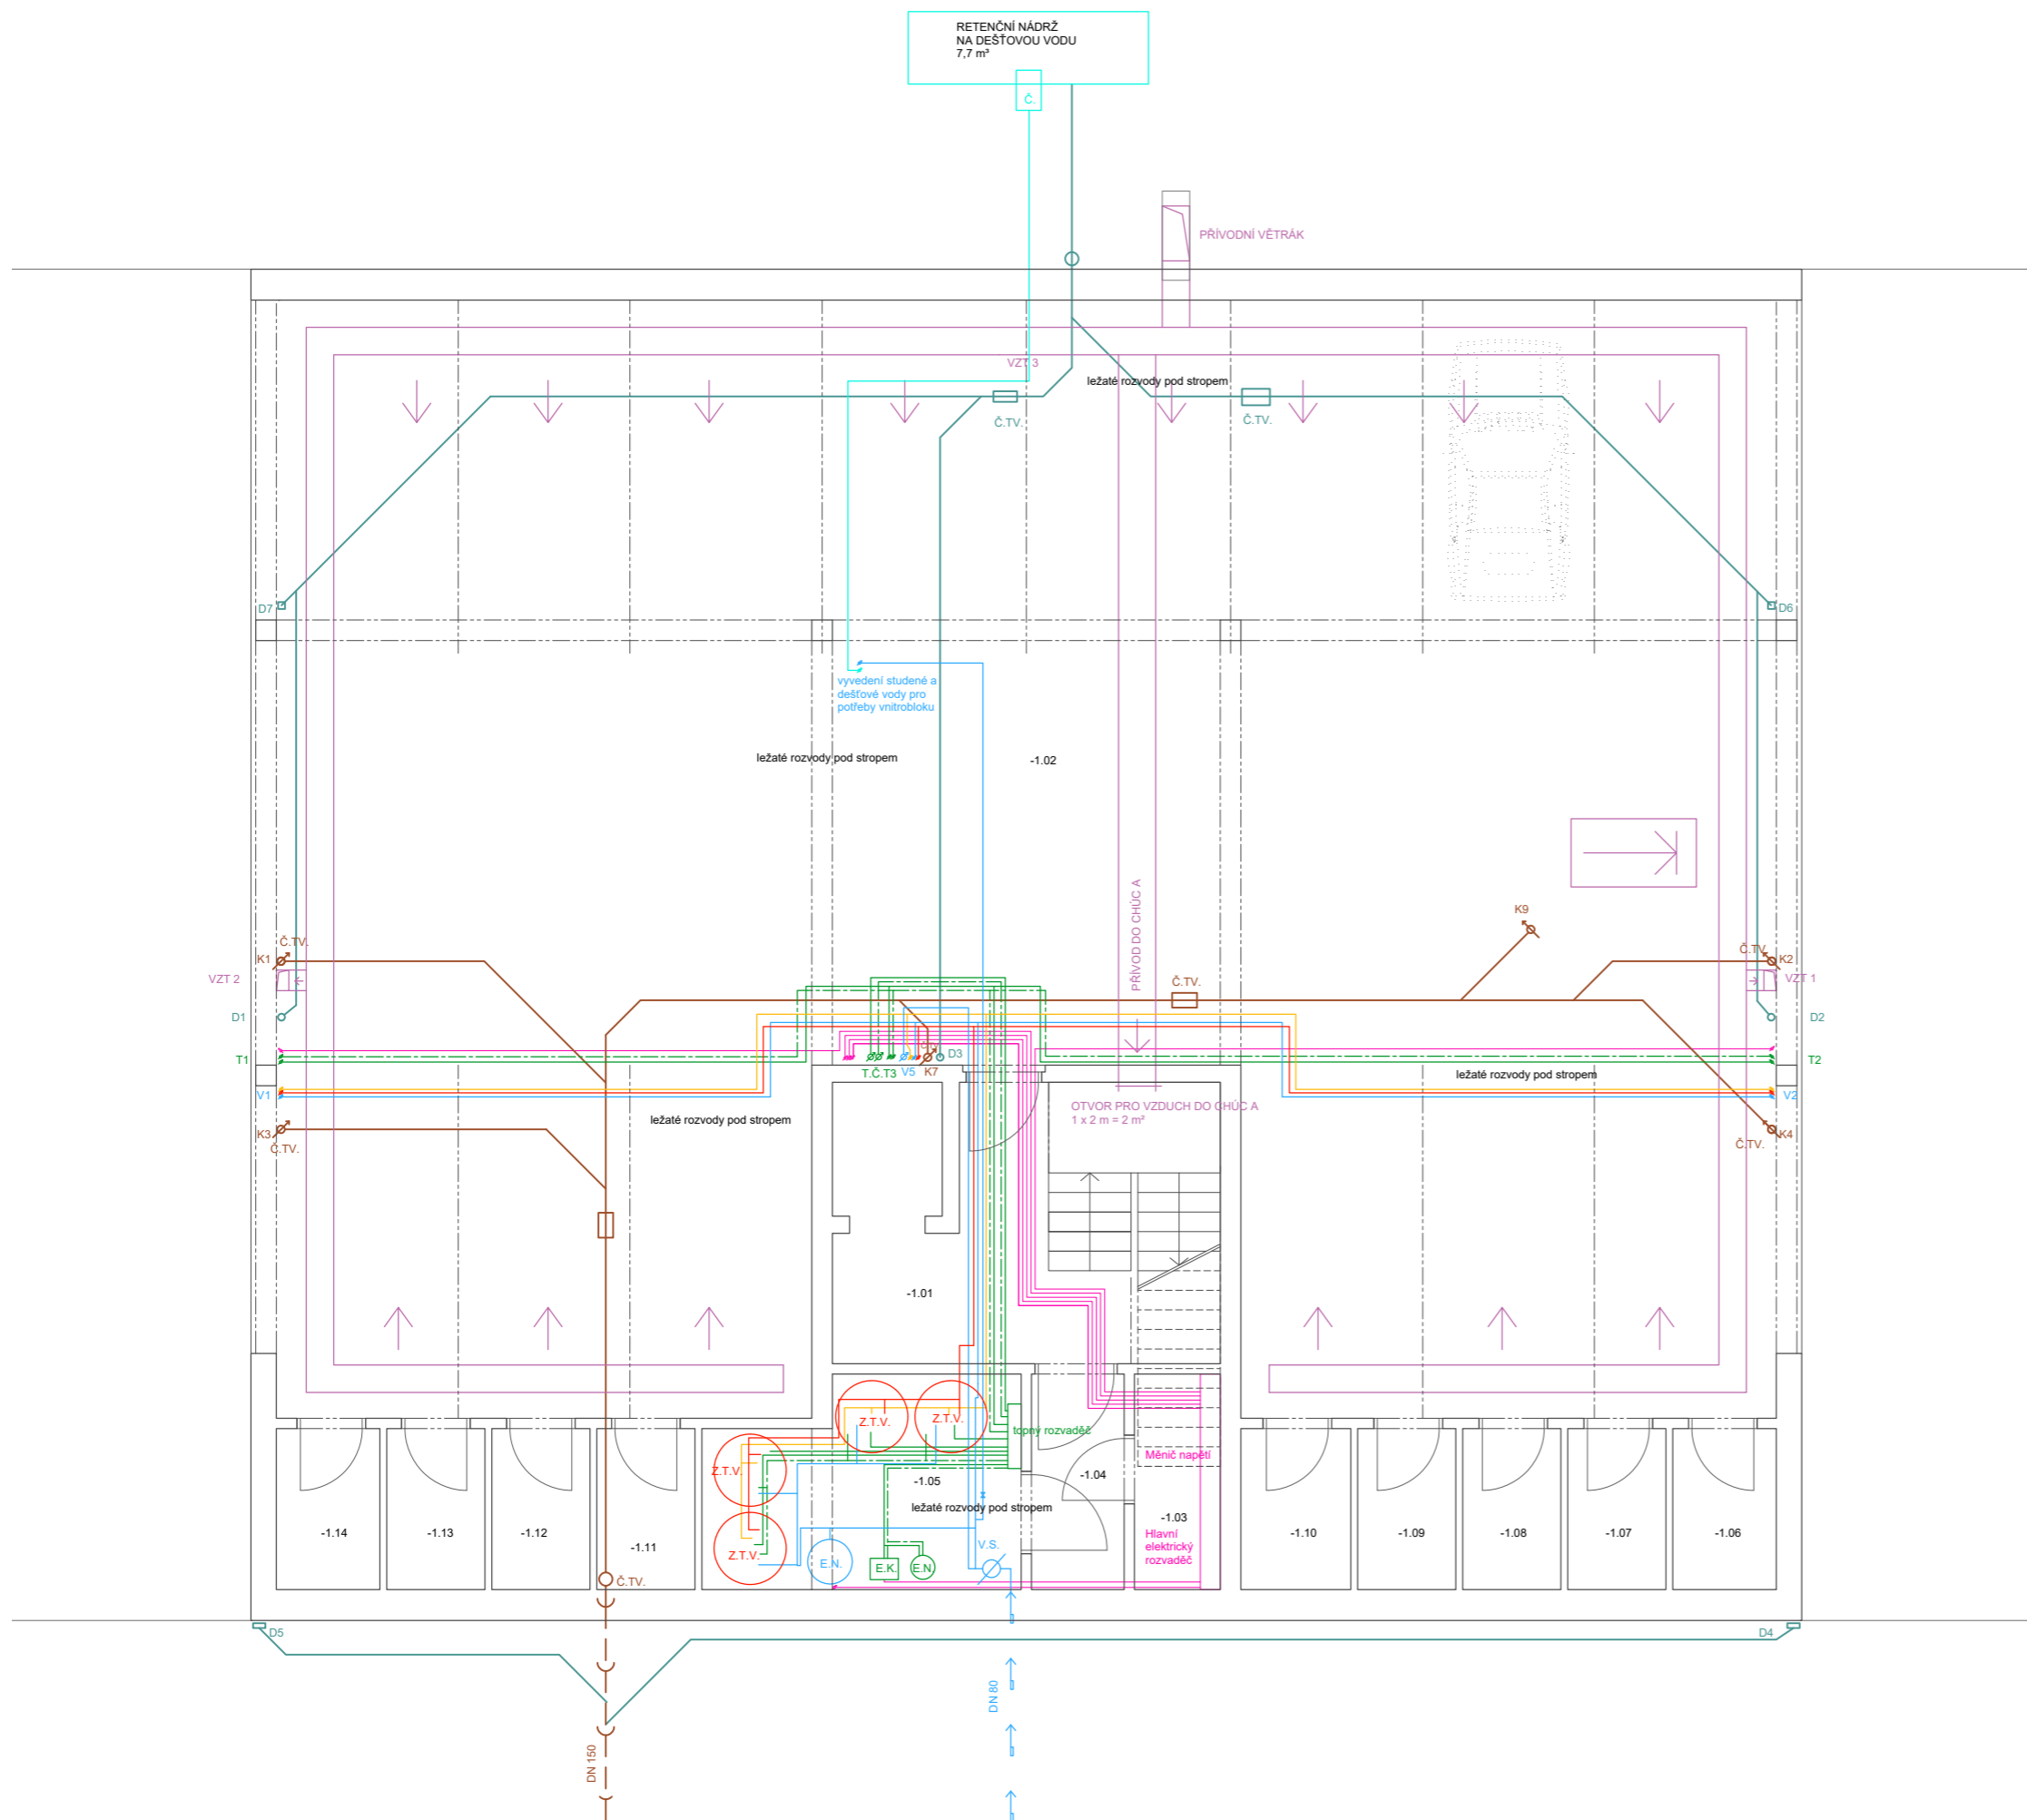 RETENČNÍ NÁDRŽ
NA DEŠŤOVOU VODU
7,7 m³
Č.
PŘÍVODNÍ VĚTRÁK
VZT 3
ležaté rozvody pod stropem
Č.TV.
Č.TV.
D7
D6
vyvedení studené a
dešťové vody pro
potřeby vnitrobloku
ležaté rozvody pod stropem
-1.02
PŘÍVOD DO CHÚC A
K9
Č.TV.
K1
Č.TV.
K2
VZT 2
VZT 1
Č.TV.
D1
D2
D3
T1
T.Č.T3
V5
K7
T2
ležaté rozvody pod stropem
V1
V2
OTVOR PRO VZDUCH DO CHÚC A
1 x 2 m = 2 m²
ležaté rozvody pod stropem
K3
Č.TV.
K4
Č.TV.
-1.01
Z.T.V.
Z.T.V.
topný rozvaděč
Měnič napětí
Z.T.V.
-1.05
-1.04
ležaté rozvody pod stropem
-1.03
-1.14
-1.13
-1.12
-1.11
Hlavní
elektrický
rozvaděč
-1.10
-1.09
-1.08
-1.07
-1.06
Z.T.V.
E.N.
E.K.
E.N.
V.S.
Č.TV.
D5
D4
DN 80
DN 150